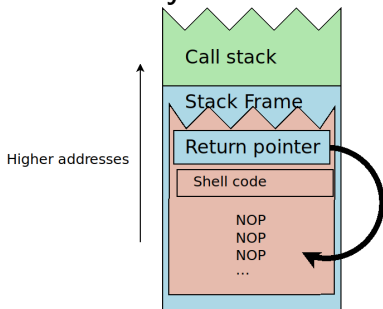 Call stack
Stack Frame
Return pointer
Higher addresses
Shell code
NOP
NOP
NOP
...